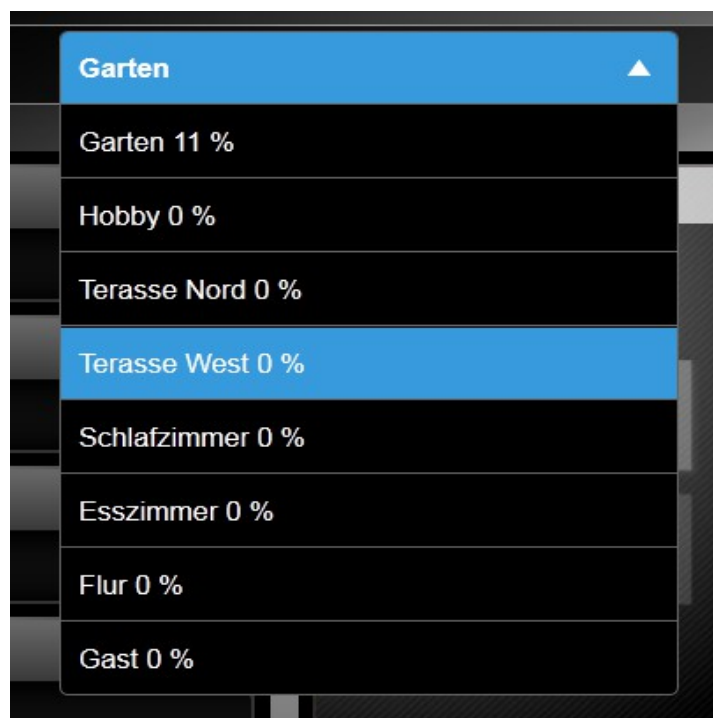 Garten
Garten 11 %
Hobby 0 %
Terasse Nord 0 %
Terasse West 0 %
Schlafzimmer 0 %
Esszimmer 0 %
Flur 0 %
Gast 0 %